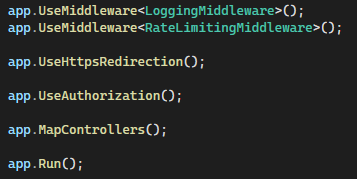 app.UseMiddleware<LoggingMiddleware>();
app.UseMiddleware<RateLimitingMiddleware>();
app.UseHttpsRedirection();
app.UseAuthorization();
app.MapControllers();
app.Run();